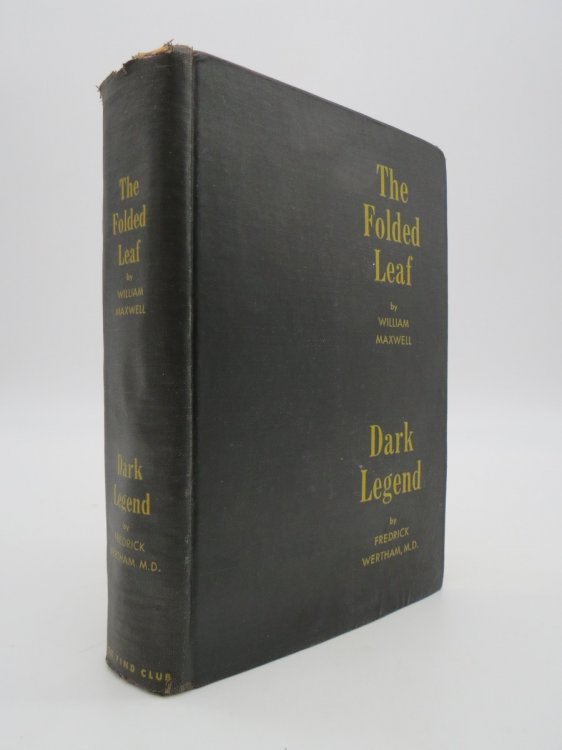 The
Folded
Leaf
by
WILLIAM
MAXWELL
Dark
Legend
by
FREDRICK
WERTHAM, M.D.
FIND CLUB
The
Folded
Leaf
by
WILLIAM
MAXWELL
Dark
Legend
by
FREDRICK
WERTHAM, M.D.